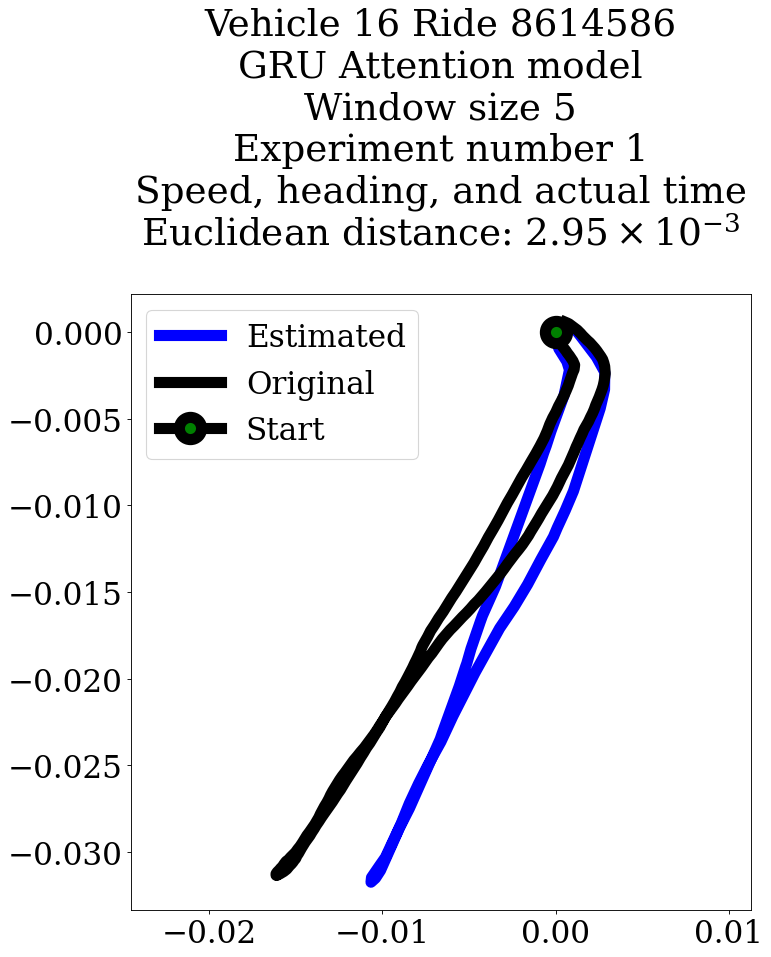 Vehicle 16 Ride 8614586
GRU Attention model
Window size 5
Experiment number 1
Speed, heading, and actual time
Euclidean distance: 2.95 × 10⁻³
Estimated
Original
Start
0.000
−0.005
−0.010
−0.015
−0.020
−0.025
−0.030
−0.02 −0.01 0.00 0.01